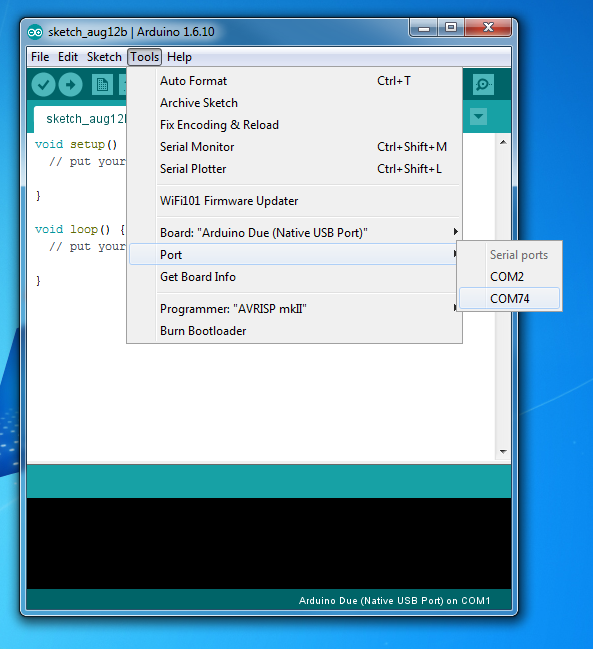 sketch_aug12b | Arduino 1.6.10
File Edit Sketch Tools Help
sketch_aug12b
Auto Format Ctrl+T
Archive Sketch
Fix Encoding & Reload
Serial Monitor Ctrl+Shift+M
Serial Plotter Ctrl+Shift+L
WiFi101 Firmware Updater
Board: "Arduino Due (Native USB Port)"
Port
Get Board Info
Programmer: "AVRISP mkII"
Burn Bootloader
Serial ports
COM2
COM74
void setup()
// put your
}
void loop() {
// put your
}
Arduino Due (Native USB Port) on COM1